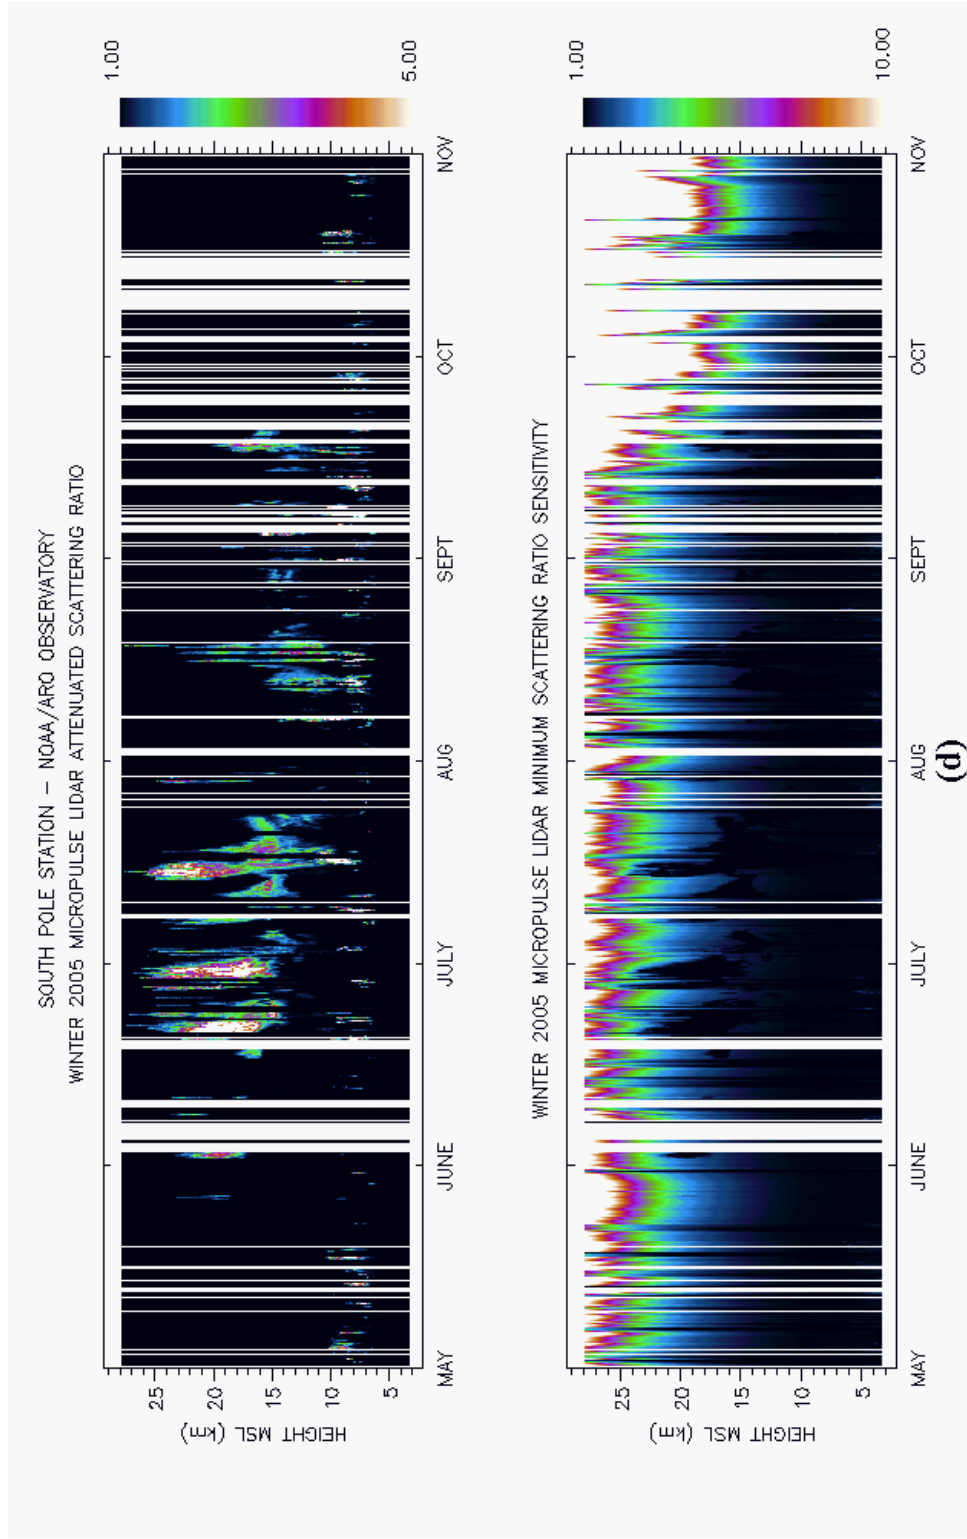 SOUTH POLE STATION – NOAA/ARO OBSERVATORY
WINTER 2005 MICROPULSE LIDAR ATTENUATED SCATTERING RATIO
1.00
5.00
HEIGHT MSL (km)
25
20
15
10
5
MAY
JUNE
JULY
AUG
SEPT
OCT
NOV
WINTER 2005 MICROPULSE LIDAR MINIMUM SCATTERING RATIO SENSITIVITY
1.00
10.00
HEIGHT MSL (km)
25
20
15
10
5
MAY
JUNE
JULY
AUG
SEPT
OCT
NOV
(d)